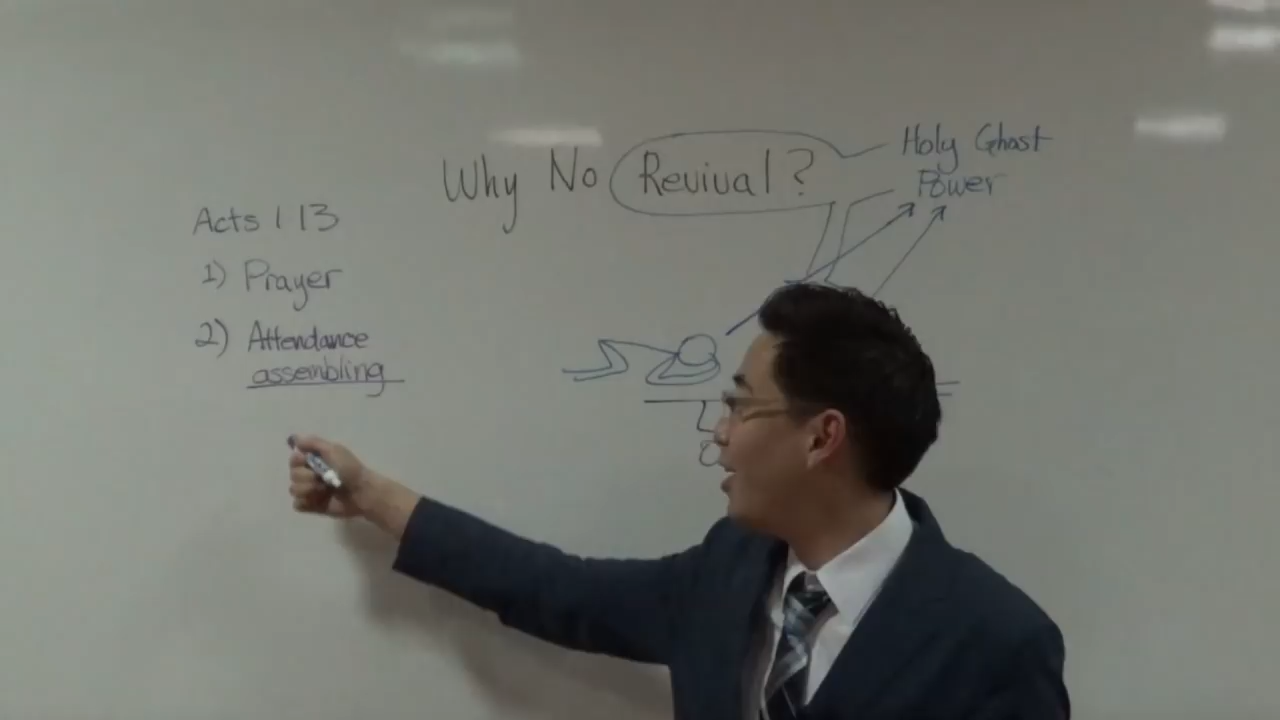 Why No Revival?
Holy Ghost
Power
Acts 1 13
1) Prayer
2) Attendance
assembling